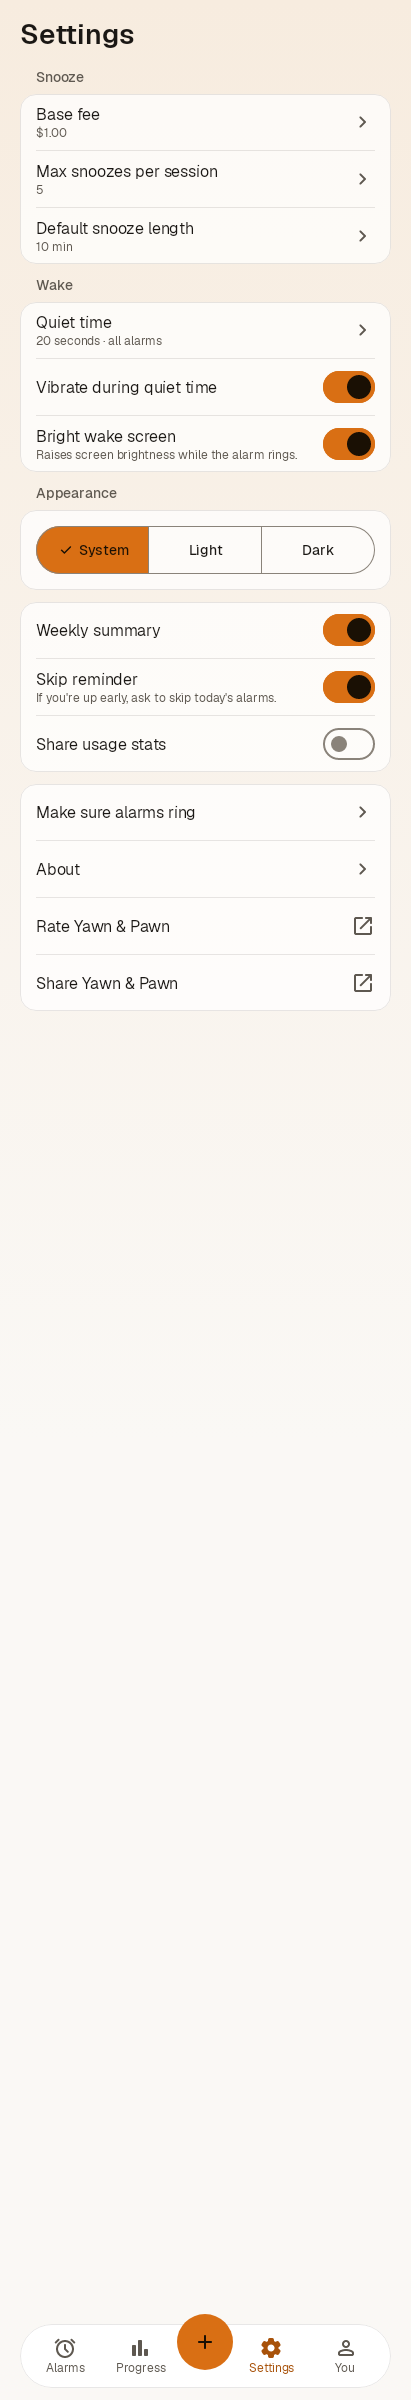 Settings
Snooze
Base fee
$1.00
Max snoozes per session
5
Default snooze length
10 min
Wake
Quiet time
20 seconds · all alarms
Vibrate during quiet time
Bright wake screen
Raises screen brightness while the alarm rings.
Appearance
System Light Dark
Weekly summary
Skip reminder
If you're up early, ask to skip today's alarms.
Share usage stats
Make sure alarms ring
About
Rate Yawn & Pawn
Share Yawn & Pawn
Alarms Progress Settings You